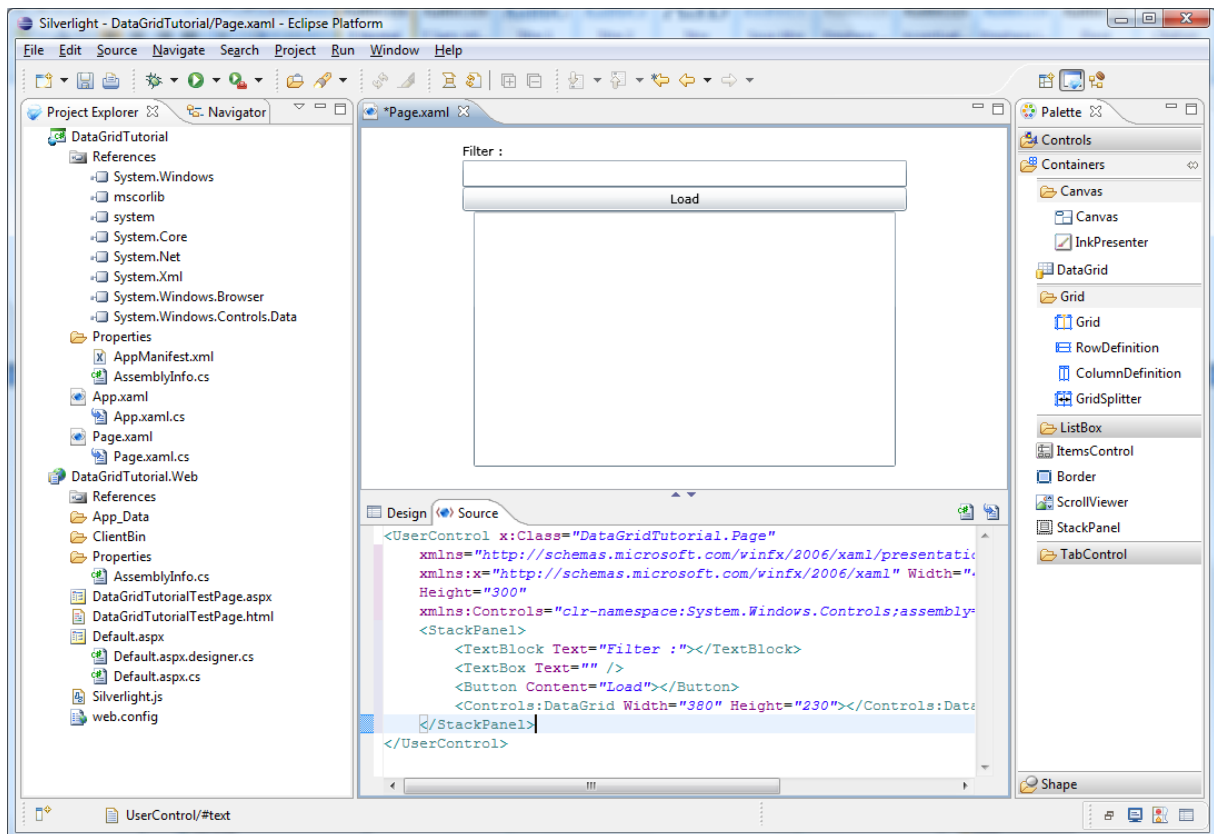 Silverlight - DataGridTutorial/Page.xaml - Eclipse Platform
File Edit Source Navigate Search Project Run Window Help
Project Explorer
Navigator
DataGridTutorial
References
System.Windows
mscorlib
system
System.Core
System.Net
System.Xml
System.Windows.Browser
System.Windows.Controls.Data
Properties
AppManifest.xml
AssemblyInfo.cs
App.xaml
App.xaml.cs
Page.xaml
Page.xaml.cs
DataGridTutorial.Web
References
App_Data
ClientBin
Properties
AssemblyInfo.cs
DataGridTutorialTestPage.aspx
DataGridTutorialTestPage.html
Default.aspx
Default.aspx.designer.cs
Default.aspx.cs
Silverlight.js
web.config
*Page.xaml
Filter :
Load
Design
Source
<UserControl x:Class="DataGridTutorial.Page"
xmlns="http://schemas.microsoft.com/winfx/2006/xaml/presentatio
xmlns:x="http://schemas.microsoft.com/winfx/2006/xaml" Width="4
Height="300"
xmlns:Controls="clr-namespace:System.Windows.Controls;assembly=
<StackPanel>
<TextBlock Text="Filter :"></TextBlock>
<TextBox Text="" />
<Button Content="Load"></Button>
<Controls:DataGrid Width="380" Height="230"></Controls:Data
</StackPanel>
</UserControl>
Palette
Controls
Containers
Canvas
Canvas
InkPresenter
DataGrid
Grid
Grid
RowDefinition
ColumnDefinition
GridSplitter
ListBox
ItemsControl
Border
ScrollViewer
StackPanel
TabControl
Shape
UserControl/#text